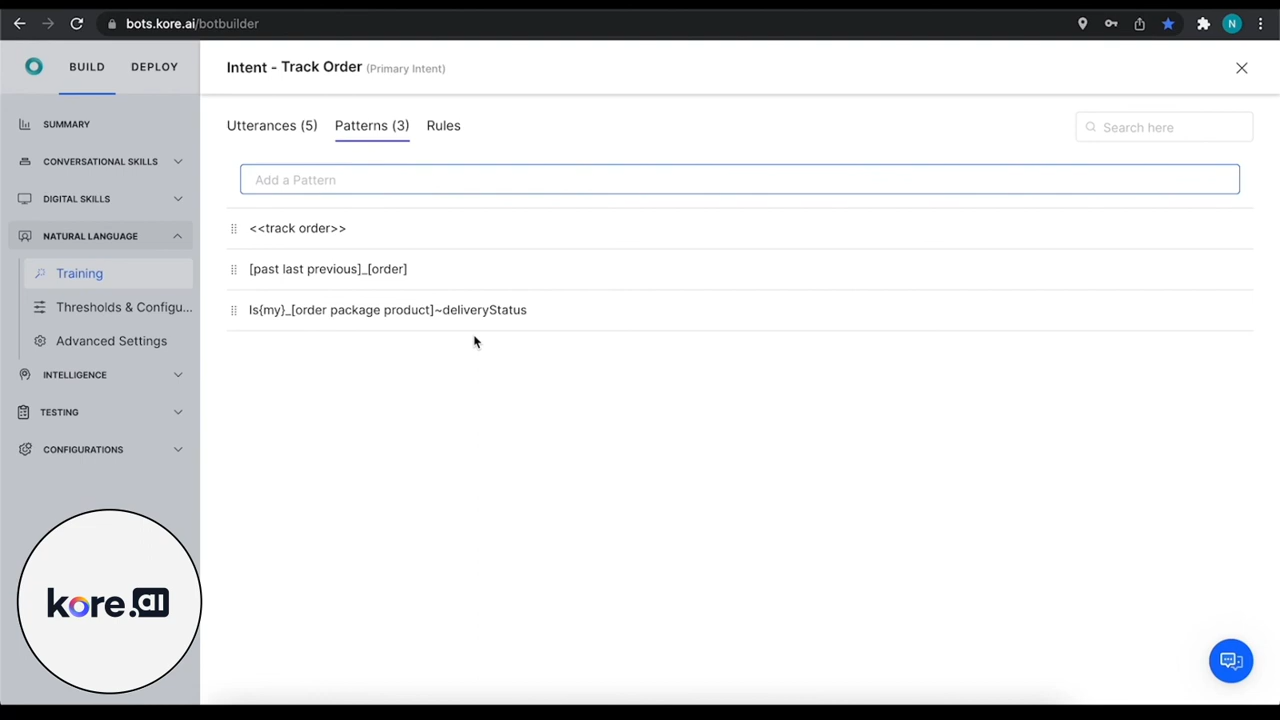 bots.kore.ai/botbuilder
N
BUILD
DEPLOY
Intent - Track Order (Primary Intent)
SUMMARY
CONVERSATIONAL SKILLS
DIGITAL SKILLS
NATURAL LANGUAGE
Training
Thresholds & Configu...
Advanced Settings
INTELLIGENCE
TESTING
CONFIGURATIONS
kore.ai
Utterances (5)
Patterns (3)
Rules
Search here
Add a Pattern
<<track order>>
[past last previous]_[order]
Is{my}_[order package product]~deliveryStatus